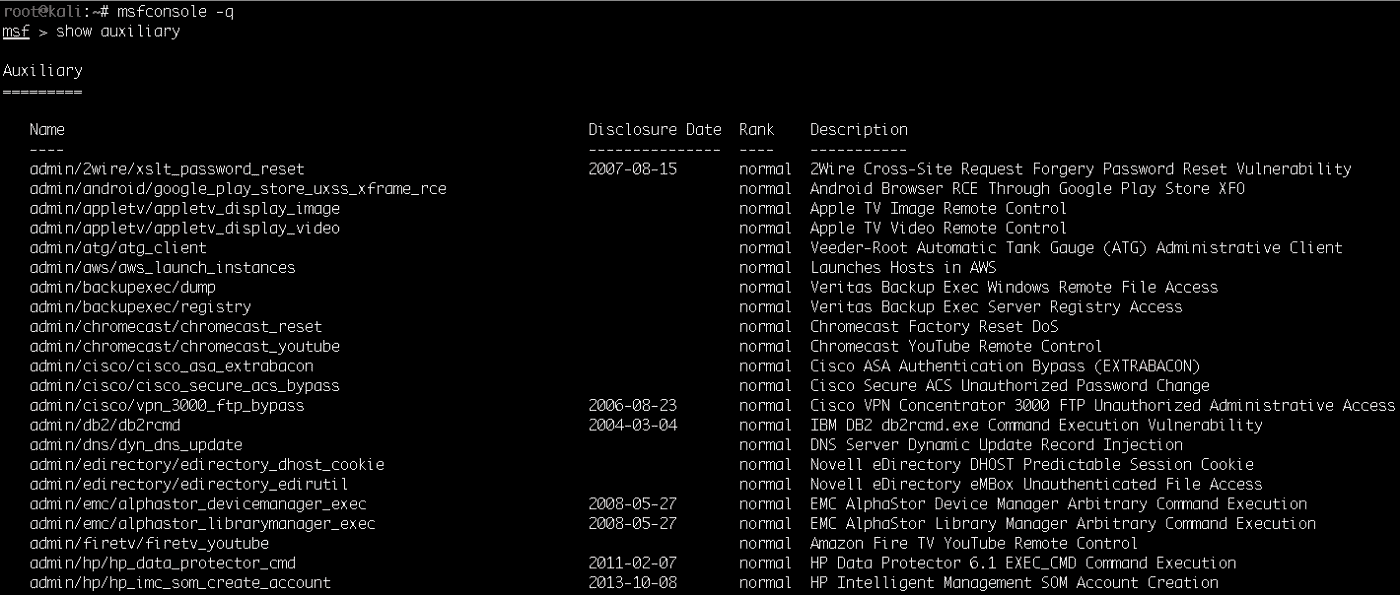 root@kali:~# msfconsole -q
msf > show auxiliary
Auxiliary
=========
Name Disclosure Date Rank Description
---- --------------- ---- -----------
admin/2wire/xslt_password_reset 2007-08-15 normal 2Wire Cross-Site Request Forgery Password Reset Vulnerability
admin/android/google_play_store_uxss_xframe_rce normal Android Browser RCE Through Google Play Store XFO
admin/appletv/appletv_display_image normal Apple TV Image Remote Control
admin/appletv/appletv_display_video normal Apple TV Video Remote Control
admin/atg/atg_client normal Veeder-Root Automatic Tank Gauge (ATG) Administrative Client
admin/aws/aws_launch_instances normal Launches Hosts in AWS
admin/backupexec/dump normal Veritas Backup Exec Windows Remote File Access
admin/backupexec/registry normal Veritas Backup Exec Server Registry Access
admin/chromecast/chromecast_reset normal Chromecast Factory Reset DoS
admin/chromecast/chromecast_youtube normal Chromecast YouTube Remote Control
admin/cisco/cisco_asa_extrabacon normal Cisco ASA Authentication Bypass (EXTRABACON)
admin/cisco/cisco_secure_acs_bypass normal Cisco Secure ACS Unauthorized Password Change
admin/cisco/vpn_3000_ftp_bypass 2006-08-23 normal Cisco VPN Concentrator 3000 FTP Unauthorized Administrative Access
admin/db2/db2rcmd 2004-03-04 normal IBM DB2 db2rcmd.exe Command Execution Vulnerability
admin/dns/dyn_dns_update normal DNS Server Dynamic Update Record Injection
admin/edirectory/edirectory_dhost_cookie normal Novell eDirectory DHOST Predictable Session Cookie
admin/edirectory/edirectory_edirutil normal Novell eDirectory eMBox Unauthenticated File Access
admin/emc/alphastor_devicemanager_exec 2008-05-27 normal EMC AlphaStor Device Manager Arbitrary Command Execution
admin/emc/alphastor_librarymanager_exec 2008-05-27 normal EMC AlphaStor Library Manager Arbitrary Command Execution
admin/firetv/firetv_youtube normal Amazon Fire TV YouTube Remote Control
admin/hp/hp_data_protector_cmd 2011-02-07 normal HP Data Protector 6.1 EXEC_CMD Command Execution
admin/hp/hp_imc_som_create_account 2013-10-08 normal HP Intelligent Management SOM Account Creation